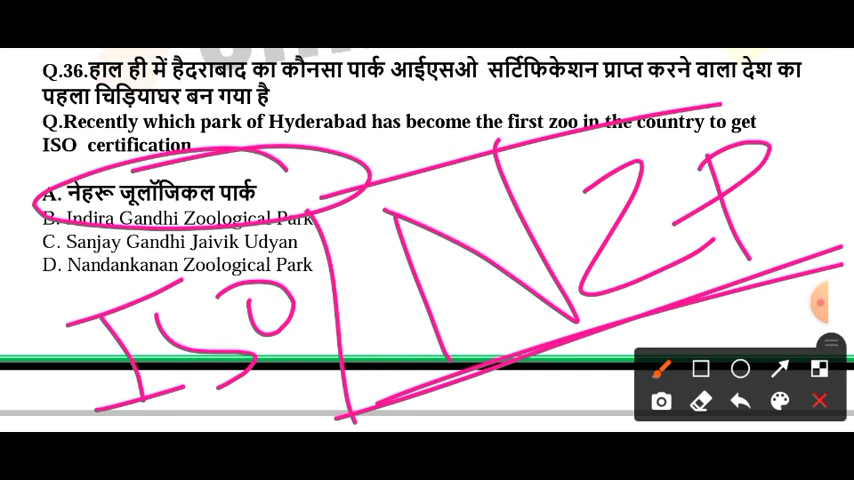 Q.36.हाल ही में हैदराबाद का कौनसा पार्क आईएसओ सर्टिफिकेशन प्राप्त करने वाला देश का
पहला चिड़ियाघर बन गया है
Q.Recently which park of Hyderabad has become the first zoo in the country to get
ISO certification
A. नेहरू जूलॉजिकल पार्क
B. Indira Gandhi Zoological Park
C. Sanjay Gandhi Jaivik Udyan
D. Nandankanan Zoological Park
NZP
ISO